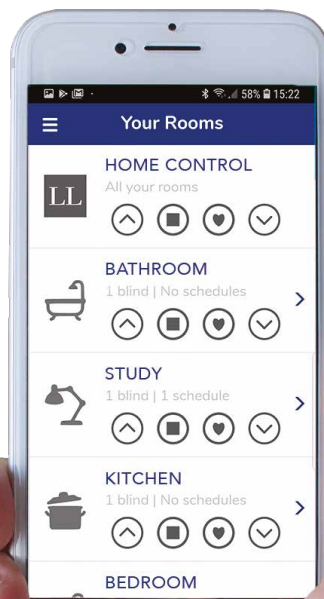 58% 15:22
Your Rooms
HOME CONTROL
LL
All your rooms
BATHROOM
1 blind | No schedules
STUDY
1 blind | 1 schedule
KITCHEN
1 blind | No schedules
BEDROOM